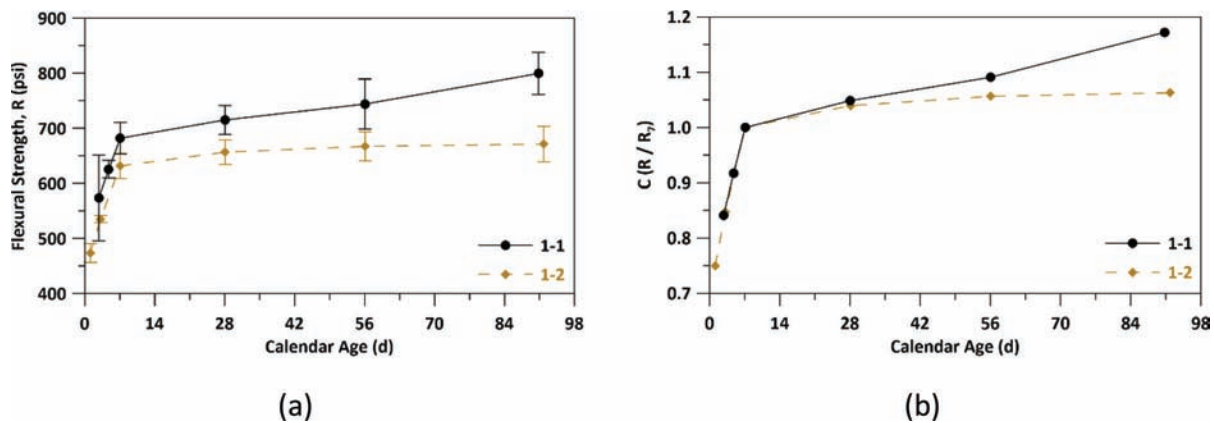 900
800
700
600
500
400
Flexural Strength, R (psi)
0 14 28 42 56 70 84 98
Calendar Age (d)
1-1
1-2
(a)
1.2
1.1
1.0
0.9
0.8
0.7
C (R / R₇)
0 14 28 42 56 70 84 98
Calendar Age (d)
1-1
1-2
(b)